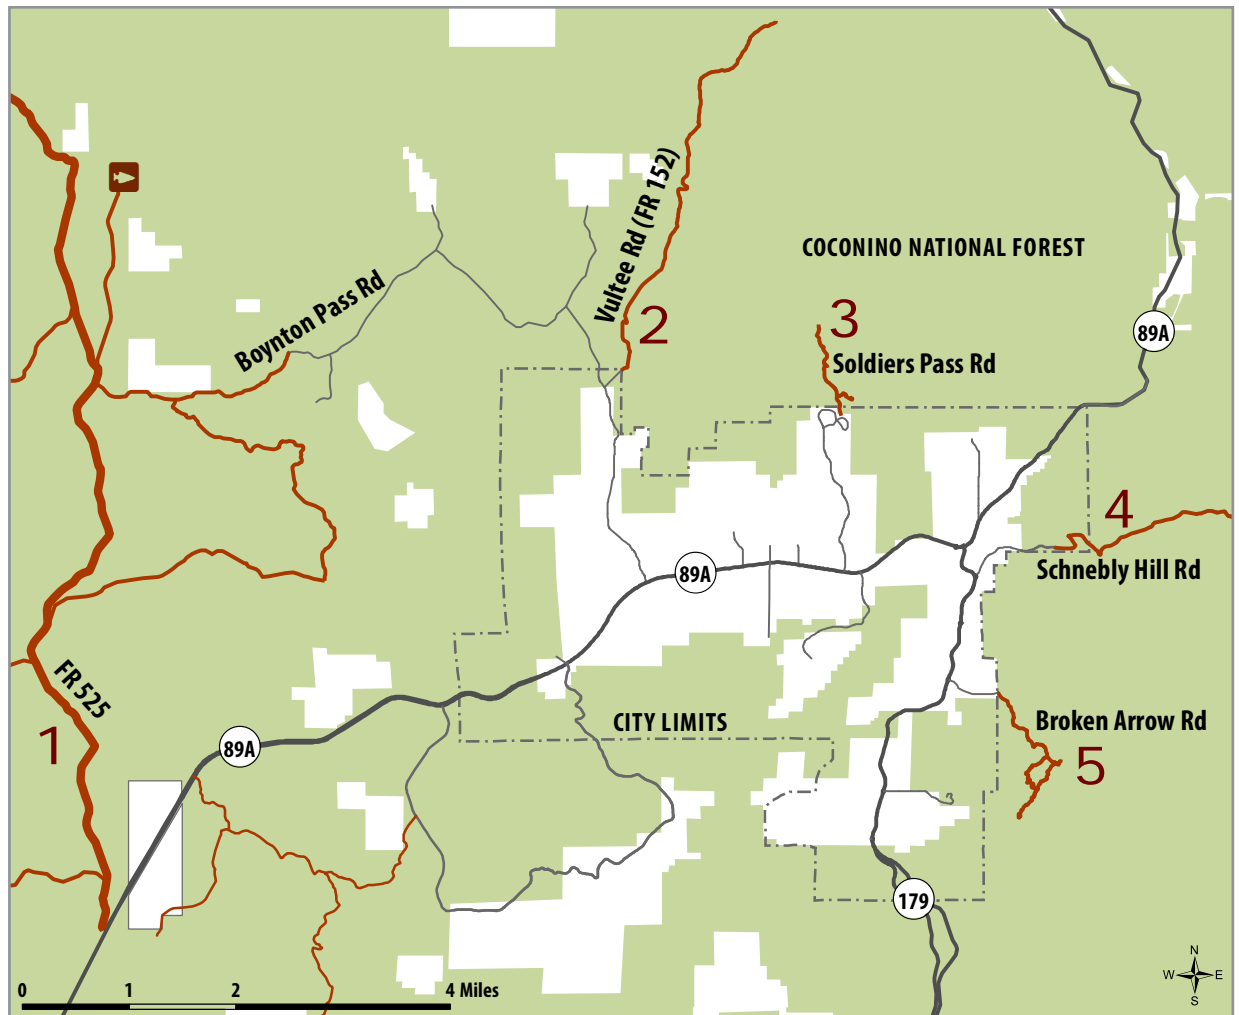 Vultee Rd (FR 152)
COCONINO NATIONAL FOREST
Boynton Pass Rd
2
3
89A
Soldiers Pass Rd
4
89A
Schnebly Hill Rd
FR 525
1
CITY LIMITS
Broken Arrow Rd
89A
5
179
N
W E
S
0 1 2 4 Miles